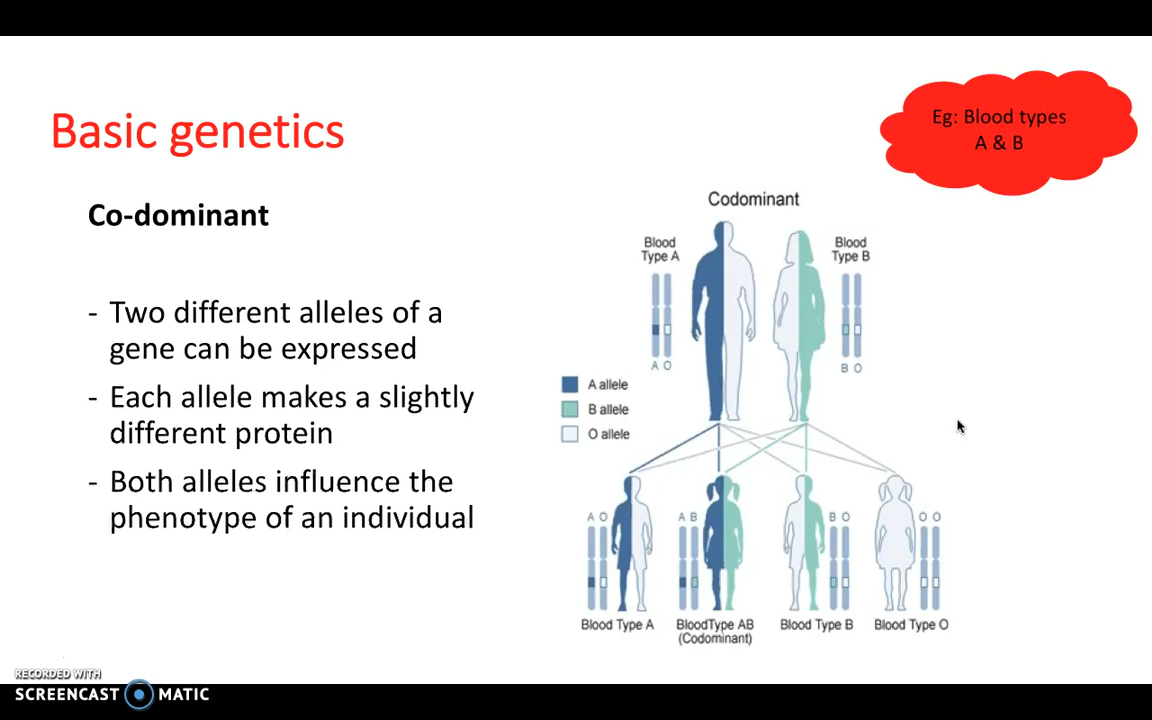 Basic genetics
Eg: Blood types
A & B
Co-dominant
- Two different alleles of a
gene can be expressed
- Each allele makes a slightly
different protein
- Both alleles influence the
phenotype of an individual
Codominant
Blood
Type A
Blood
Type B
A O
B O
A allele
B allele
O allele
A O
A B
B O
O O
Blood Type A
BloodType AB
(Codominant)
Blood Type B
Blood Type O
RECORDED WITH
SCREENCAST MATIC